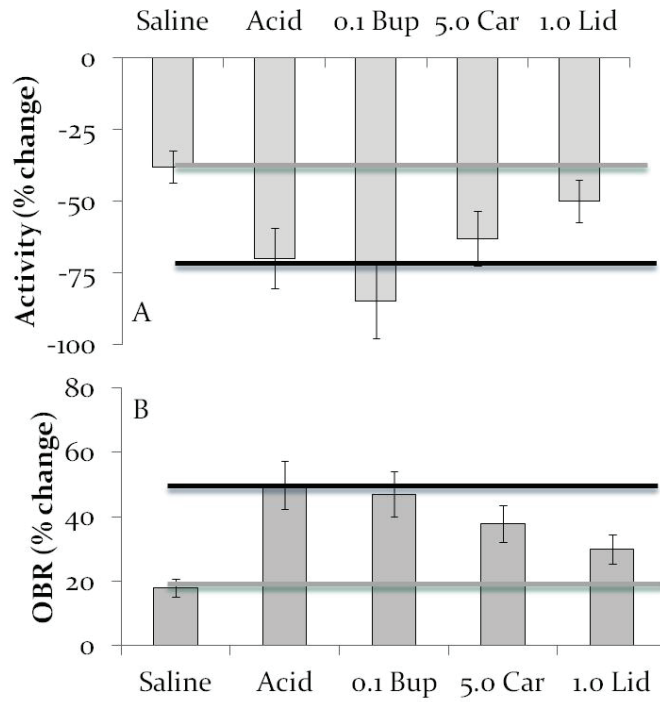 Saline Acid 0.1 Bup 5.0 Car 1.0 Lid
0
-25
-50
-75
-100
Activity (% change)
A
80
60
40
20
0
OBR (% change)
B
Saline Acid 0.1 Bup 5.0 Car 1.0 Lid